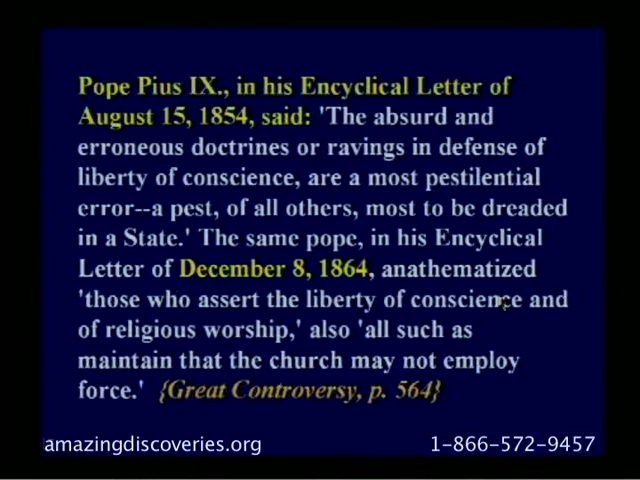 Pope Pius IX., in his Encyclical Letter of
August 15, 1854, said: 'The absurd and
erroneous doctrines or ravings in defense of
liberty of conscience, are a most pestilential
error--a pest, of all others, most to be dreaded
in a State.' The same pope, in his Encyclical
Letter of December 8, 1864, anathematized
'those who assert the liberty of conscience and
of religious worship,' also 'all such as
maintain that the church may not employ
force.' {Great Controversy, p. 564}
amazingdiscoveries.org 1-866-572-9457